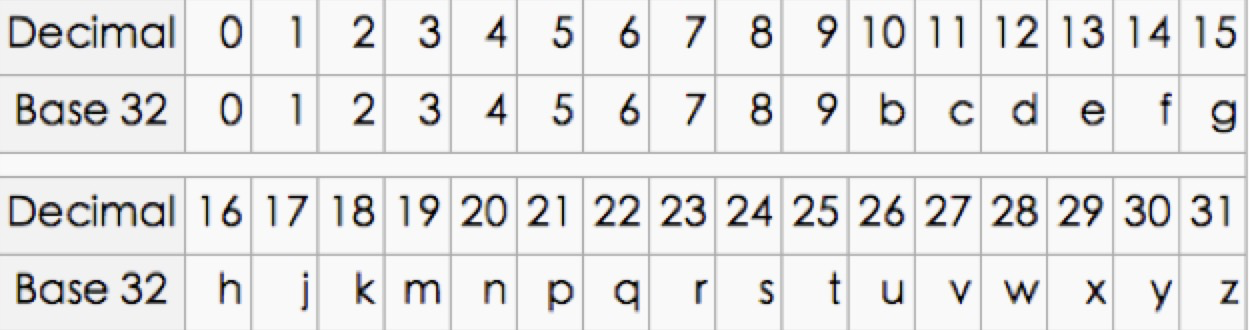 Decimal 0 1 2 3 4 5 6 7 8 9 10 11 12 13 14 15
Base 32 0 1 2 3 4 5 6 7 8 9 b c d e f g
Decimal 16 17 18 19 20 21 22 23 24 25 26 27 28 29 30 31
Base 32 h j k m n p q r s t u v w x y z